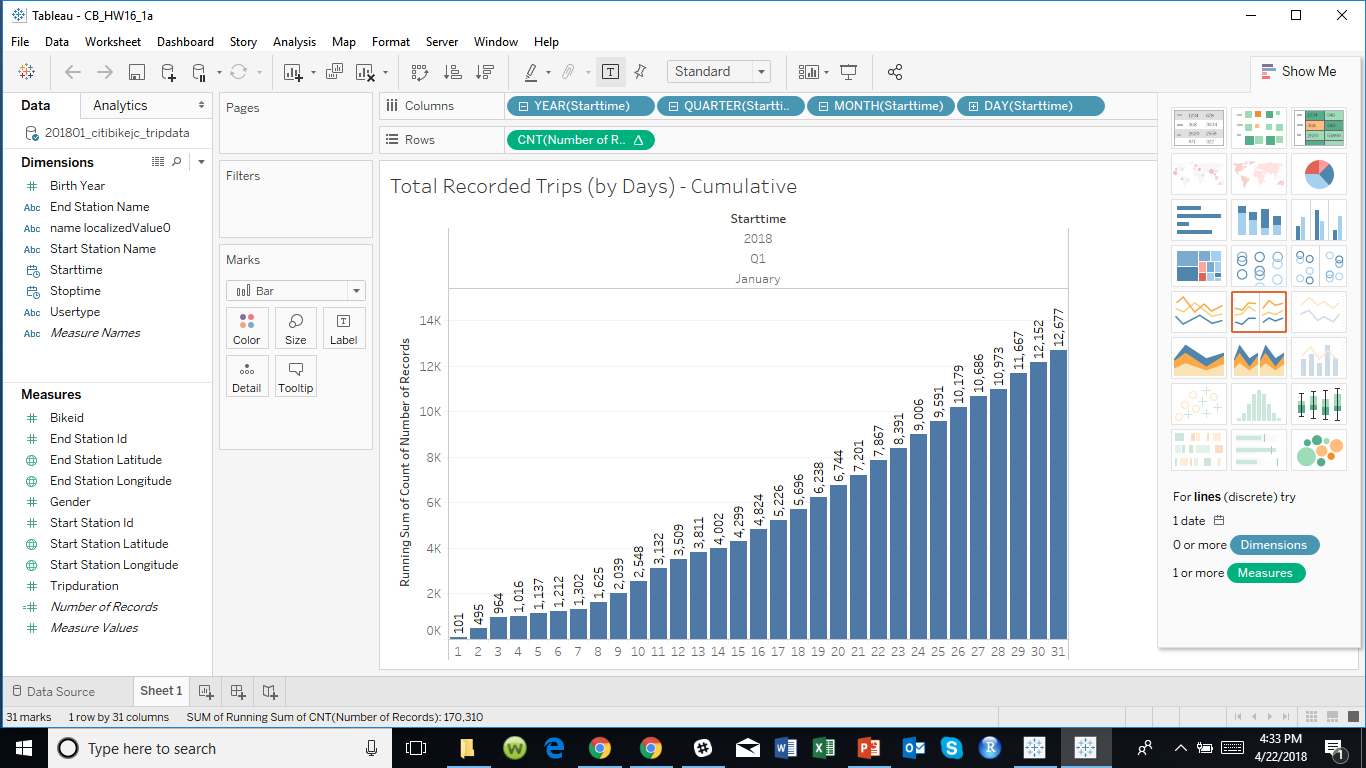 Tableau - CB_HW16_1a
File Data Worksheet Dashboard Story Analysis Map Format Server Window Help
Standard
Show Me
Data Analytics
201801_citibikejc_tripdata
Dimensions
Birth Year
Abc End Station Name
Abc name localizedValue0
Abc Start Station Name
Starttime
Stoptime
Abc Usertype
Abc Measure Names
Measures
Bikeid
End Station Id
End Station Latitude
End Station Longitude
Gender
Start Station Id
Start Station Latitude
Start Station Longitude
Tripduration
Number of Records
Measure Values
Pages
Filters
Marks
Bar
Color Size Label
Detail Tooltip
Columns YEAR(Starttime) QUARTER(Startti.. MONTH(Starttime) DAY(Starttime)
Rows CNT(Number of R.. Δ
Total Recorded Trips (by Days) - Cumulative
Starttime
2018
Q1
January
Running Sum of Count of Number of Records
14K
12K
10K
8K
6K
4K
2K
0K
101 495 964 1,016 1,137 1,212 1,302 1,625 2,039 2,548 3,132 3,509 3,811 4,002 4,299 4,824 5,226 5,696 6,238 6,744 7,201 7,867 8,391 9,006 9,591 10,179 10,686 10,973 11,667 12,152 12,677
1 2 3 4 5 6 7 8 9 10 11 12 13 14 15 16 17 18 19 20 21 22 23 24 25 26 27 28 29 30 31
For lines (discrete) try
1 date
0 or more Dimensions
1 or more Measures
Data Source Sheet 1
31 marks 1 row by 31 columns SUM of Running Sum of CNT(Number of Records): 170,310
Type here to search
4:33 PM
4/22/2018
1